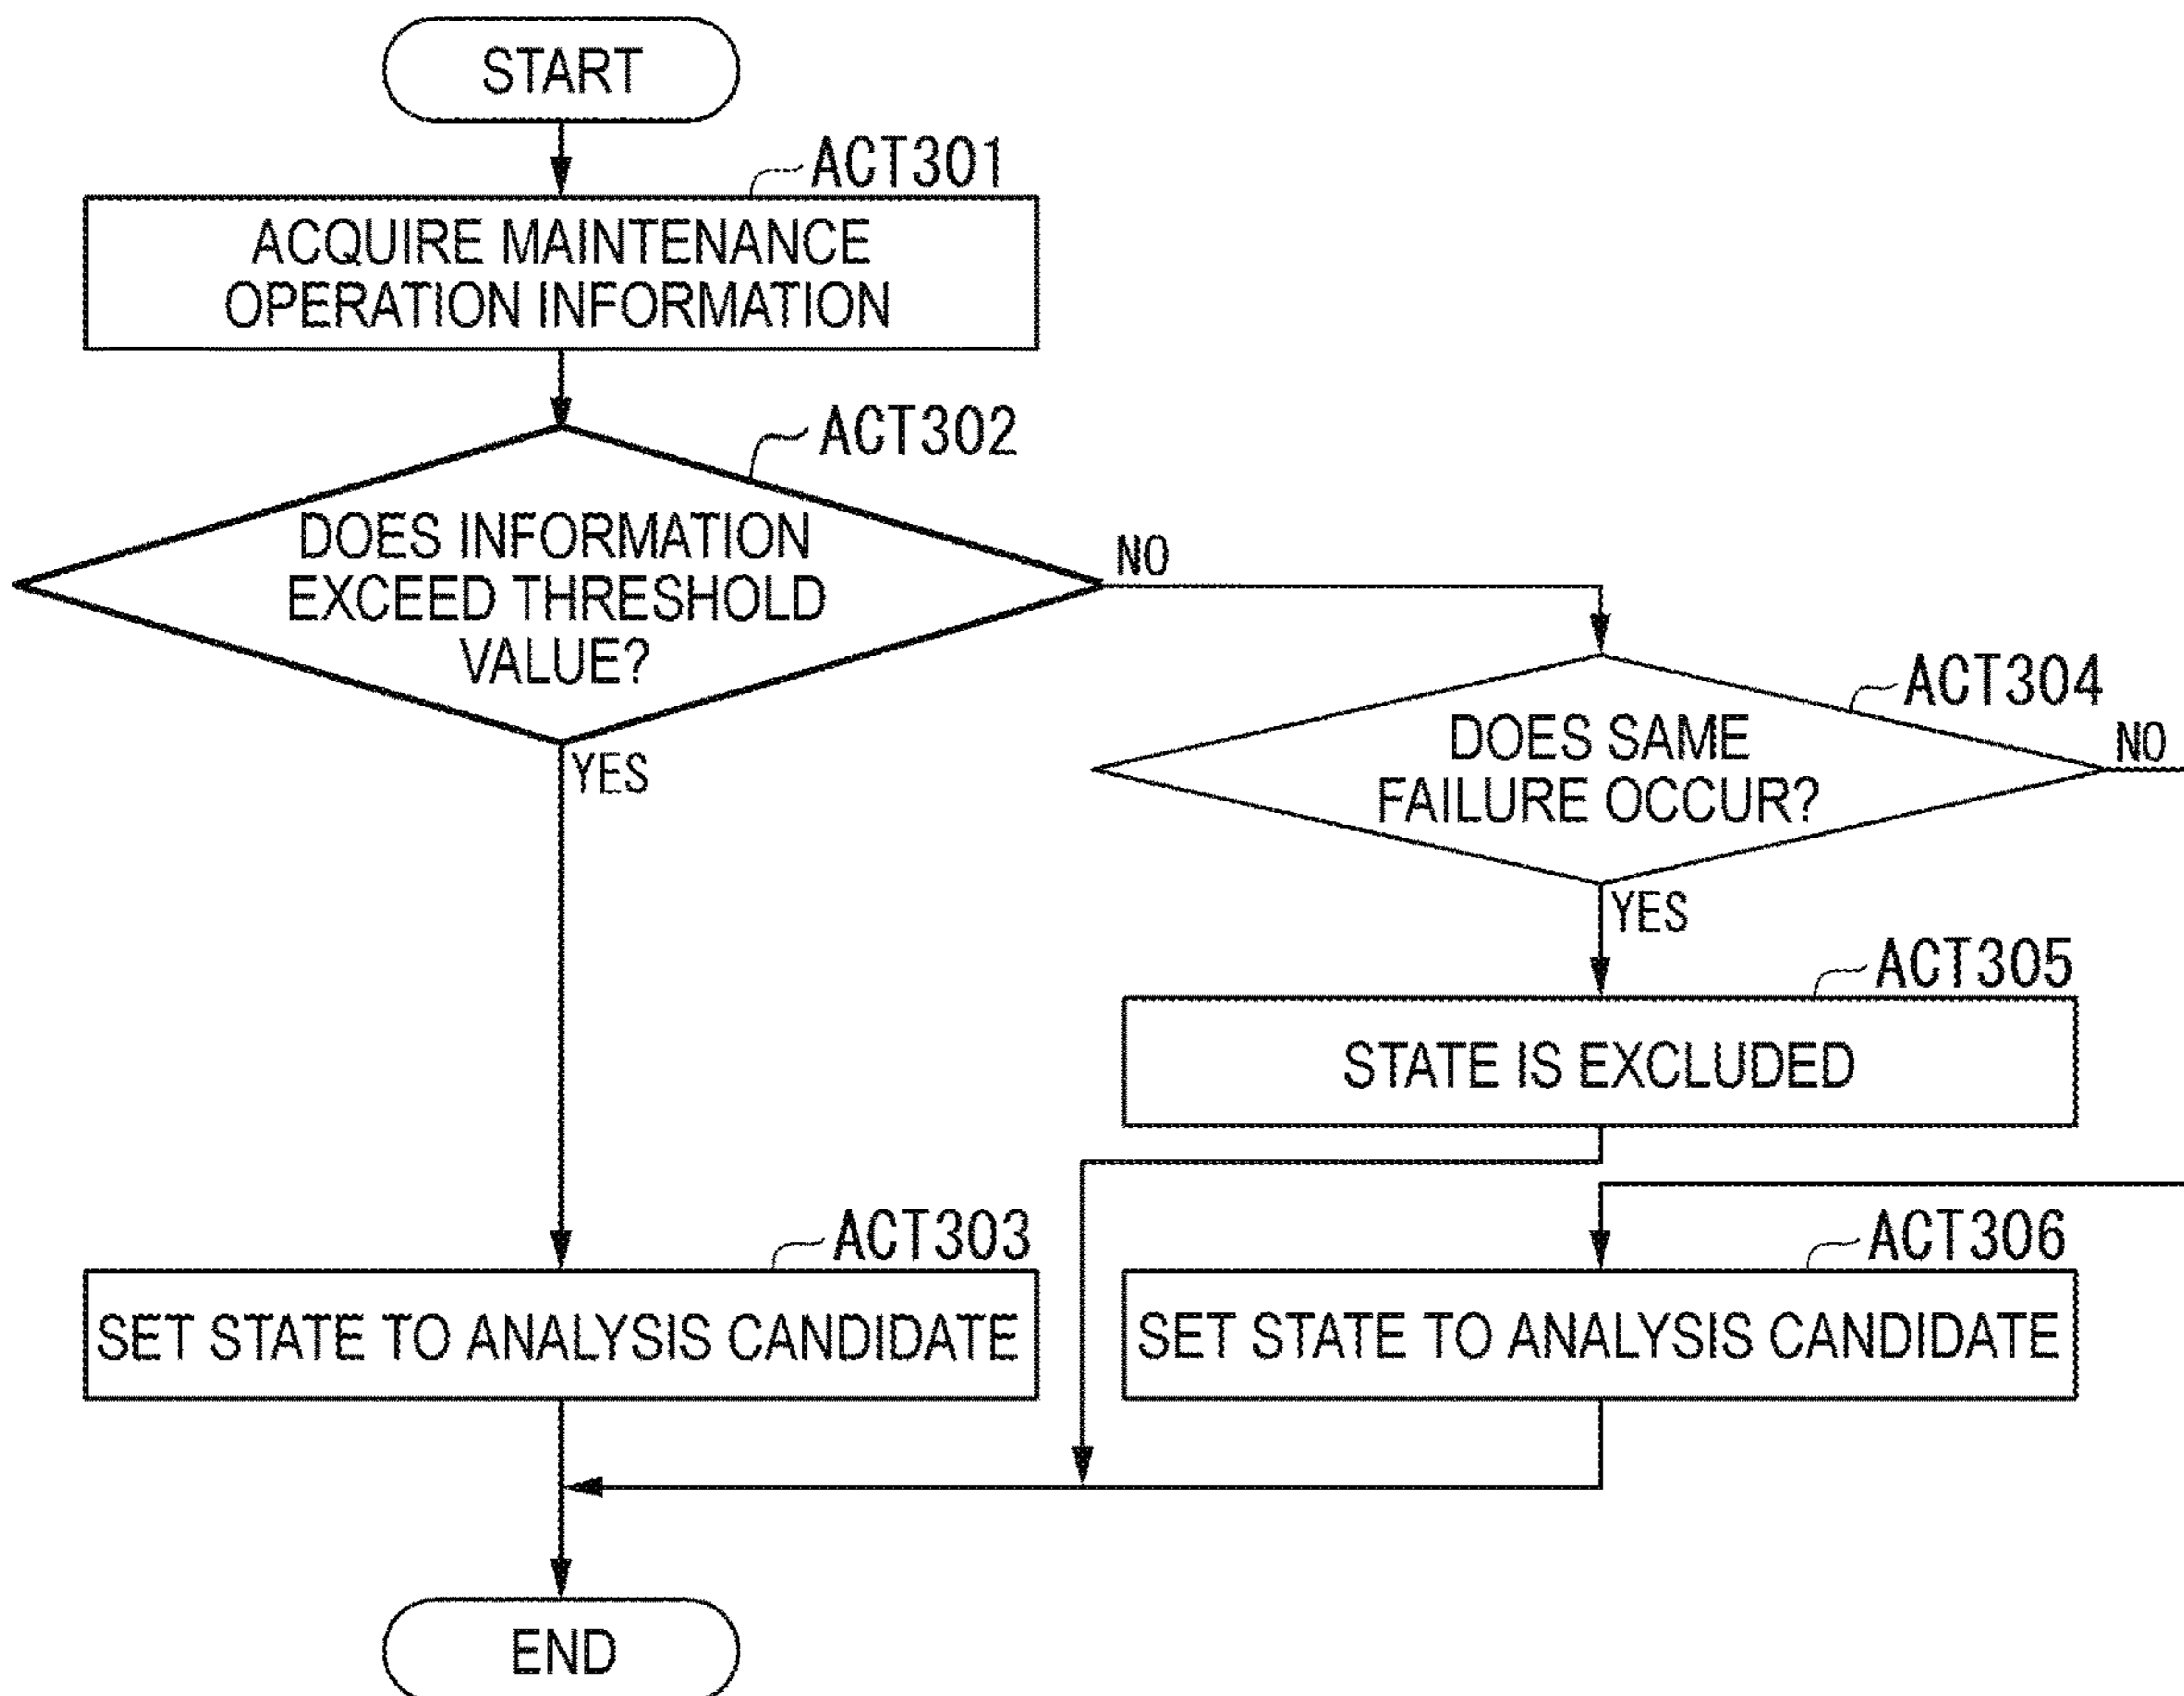 START
ACT301
ACQUIRE MAINTENANCE
OPERATION INFORMATION
ACT302
DOES INFORMATION
EXCEED THRESHOLD
VALUE?
NO
YES
ACT304
DOES SAME
FAILURE OCCUR?
NO
YES
ACT305
STATE IS EXCLUDED
ACT303
SET STATE TO ANALYSIS CANDIDATE
ACT306
SET STATE TO ANALYSIS CANDIDATE
END